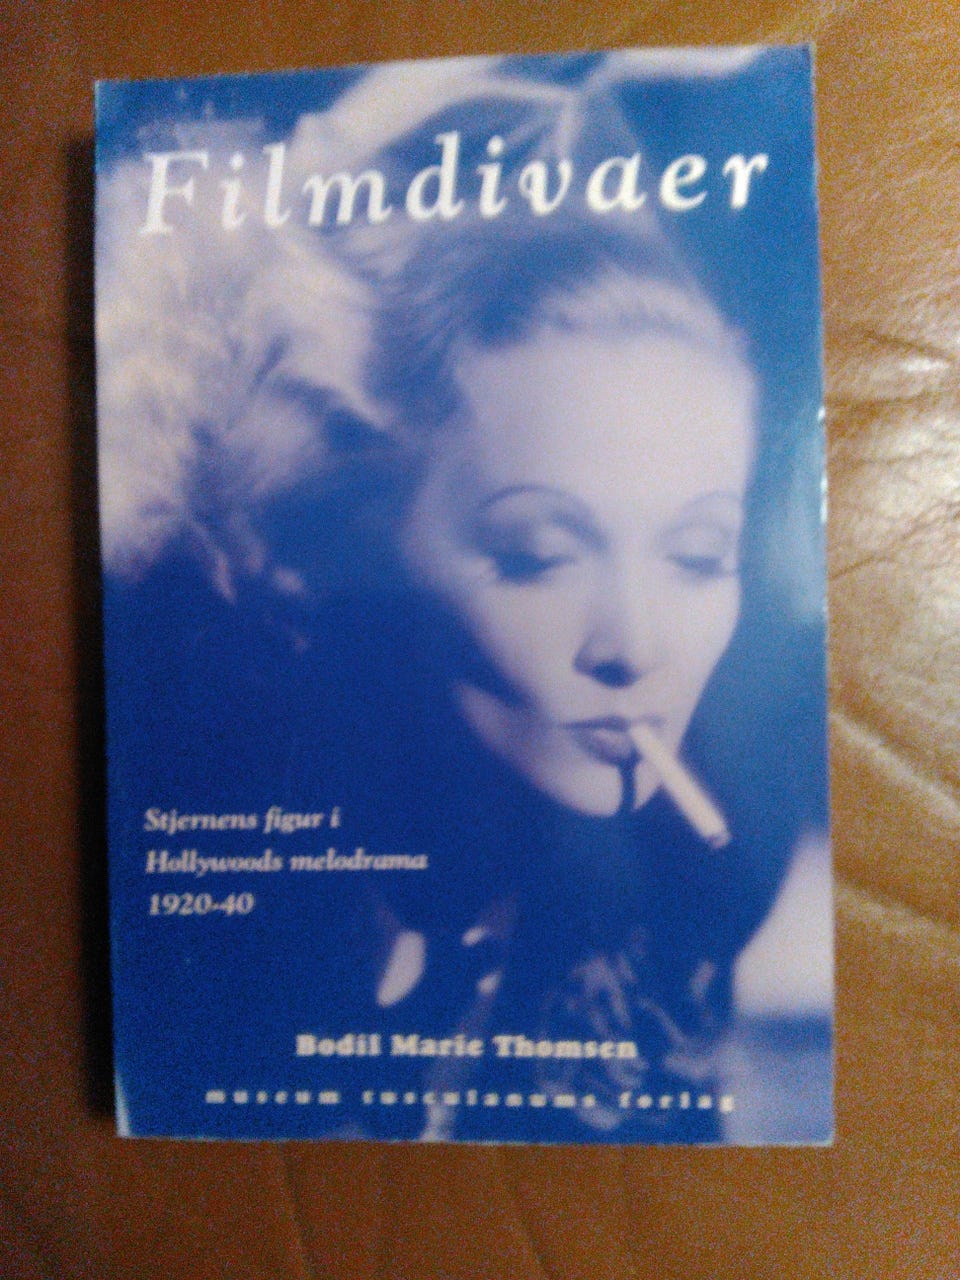 Filmdivaer
Stjernens figur i
Hollywoods melodrama
1920-40
Bodil Marie Thomsen
museum tusculanums forlag